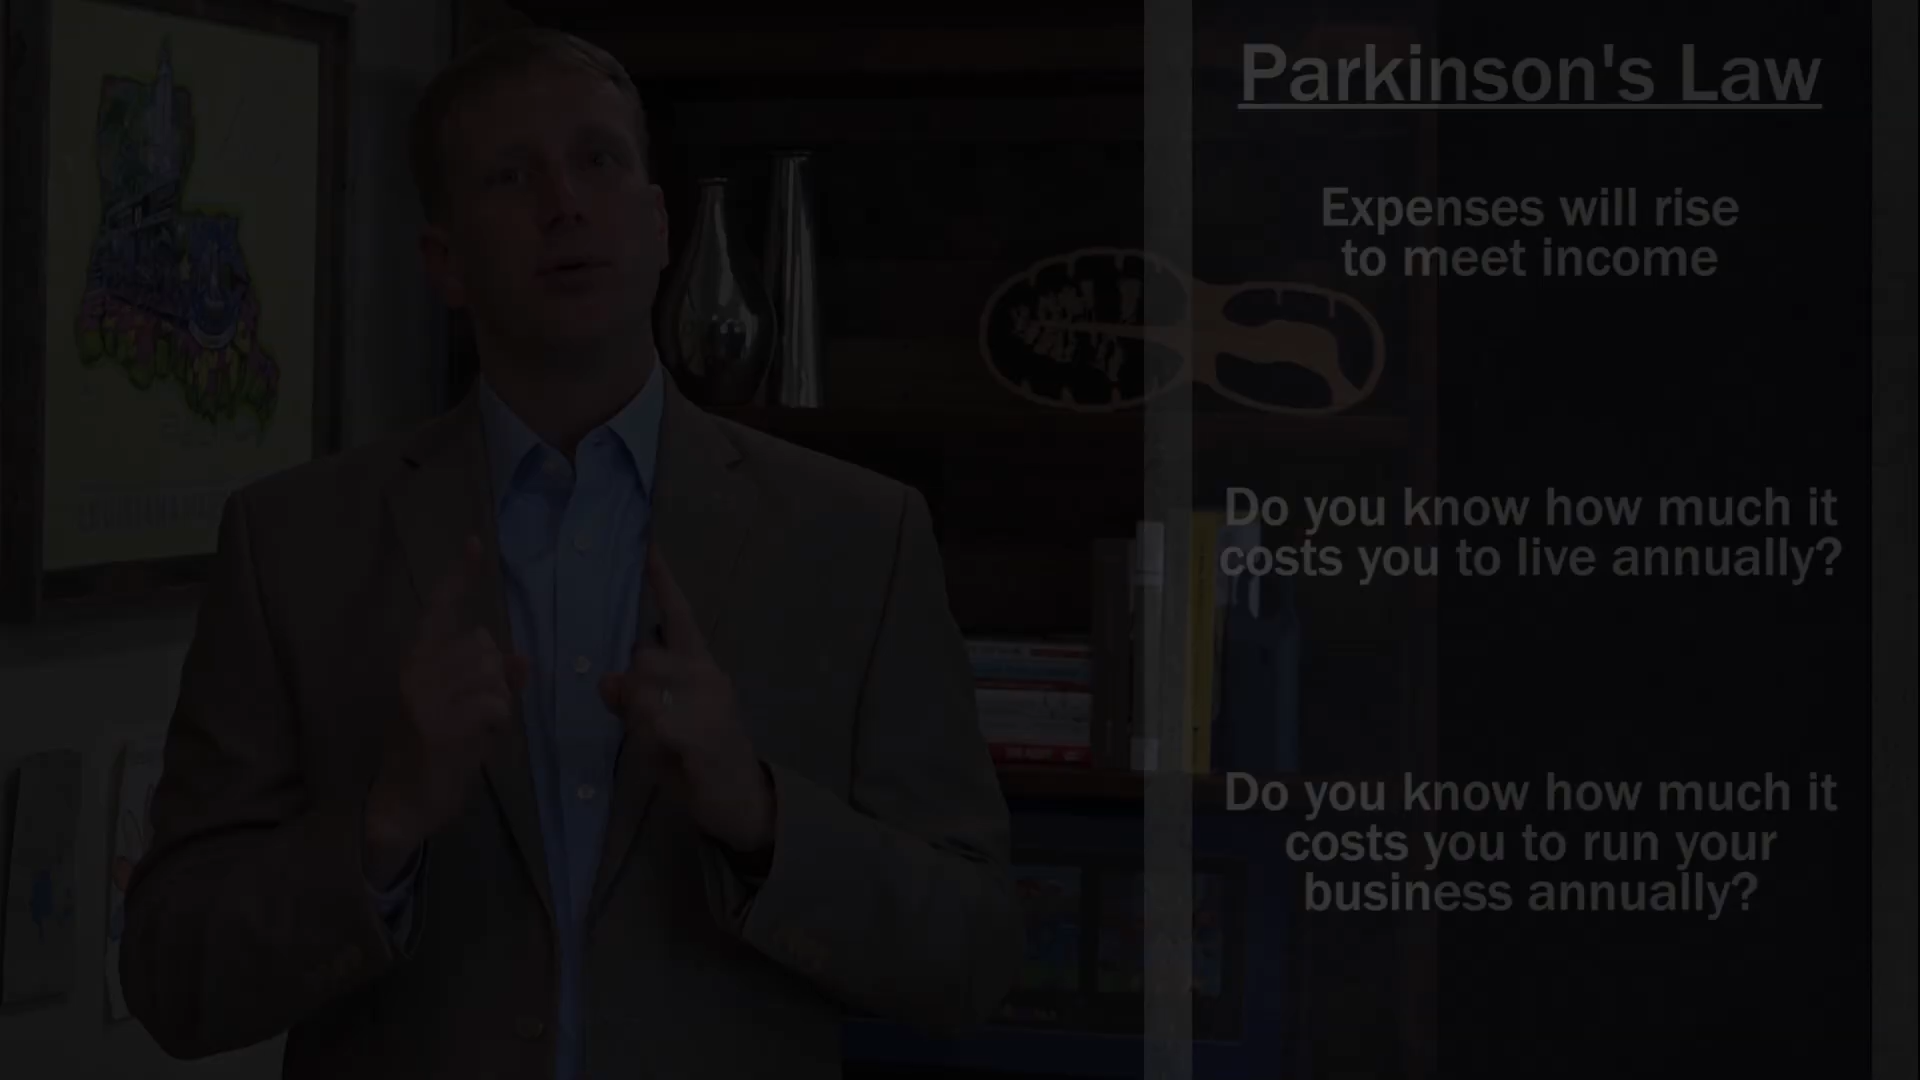 Parkinson's Law
Expenses will rise
to meet income
Do you know how much it
costs you to live annually?
Do you know how much it
costs you to run your
business annually?